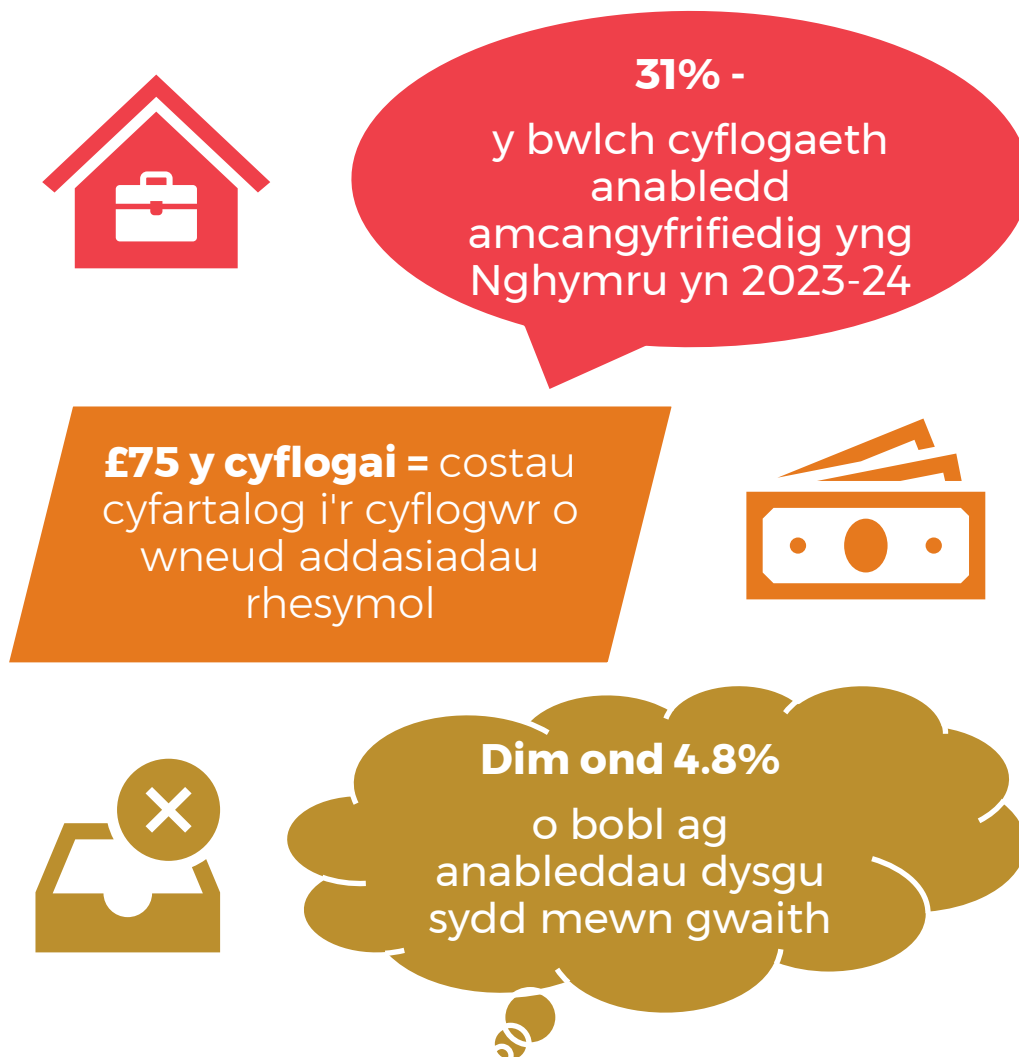 31% -
y bwlch cyflogaeth
anabledd
amcangyfrifiedig yng
Nghymru yn 2023-24
£75 y cyflogai = costau
cyfartalog i'r cyflogwr o
wneud addasiadau
rhesymol
Dim ond 4.8%
o bobl ag
anableddau dysgu
sydd mewn gwaith